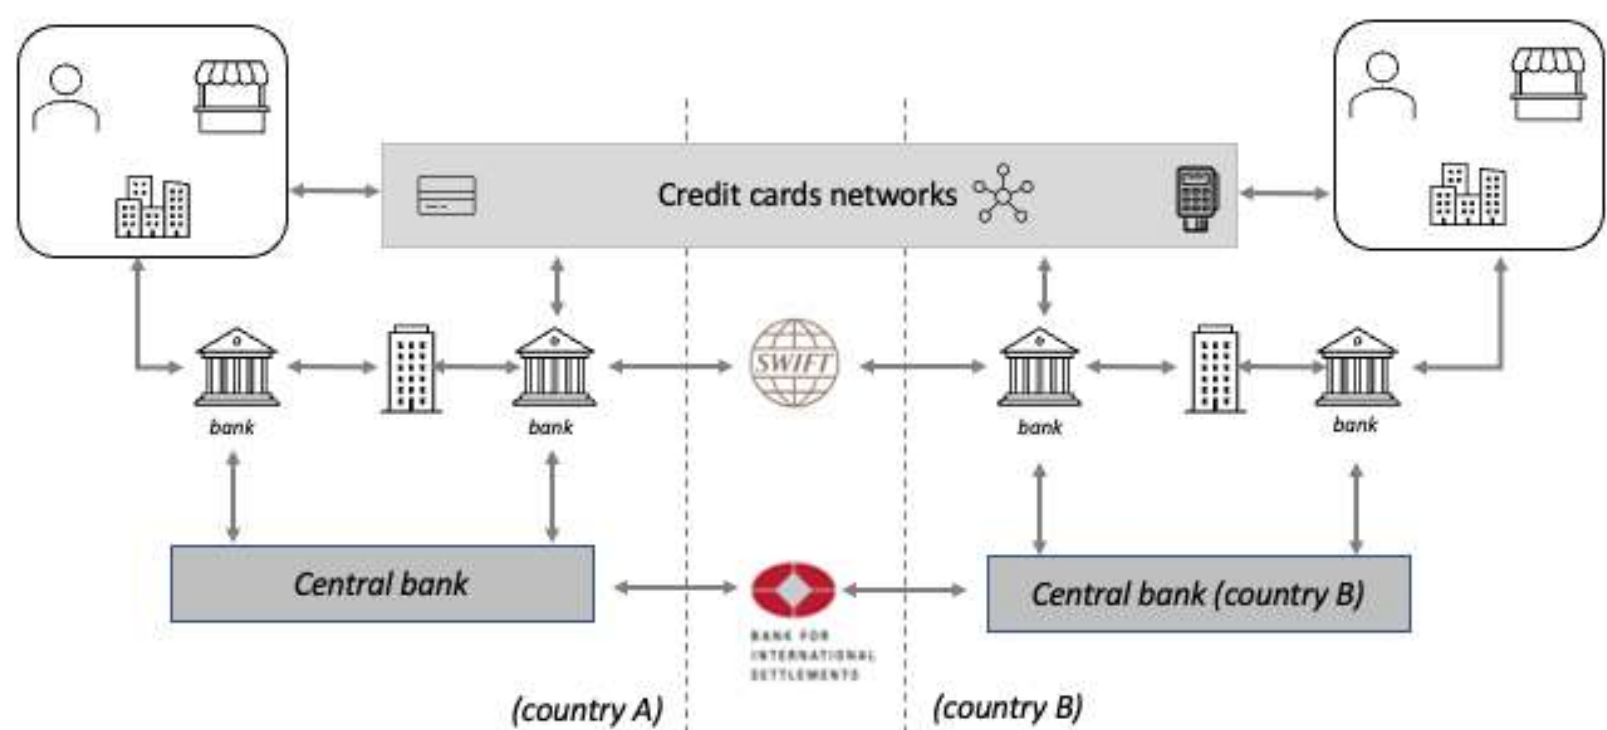 Credit cards networks
SWIFT
bank
bank
bank
bank
Central bank
Central bank (country B)
BANK FOR
INTERNATIONAL
SETTLEMENTS
(country A)
(country B)